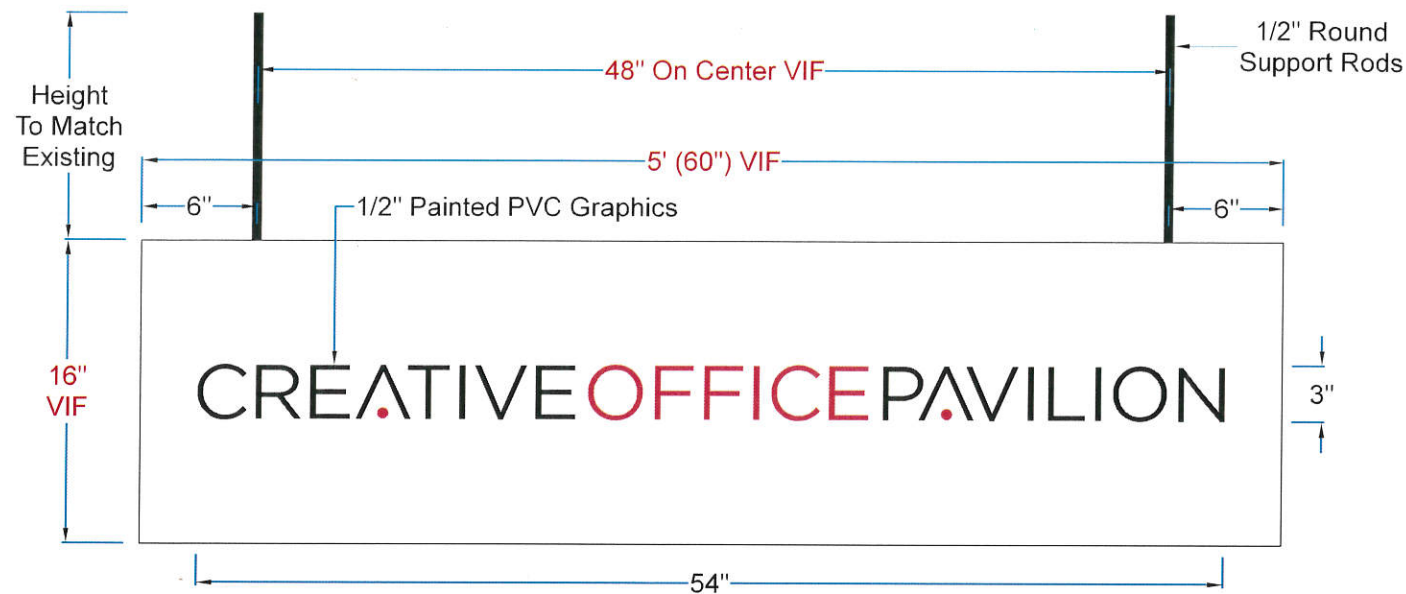 1/2" Round
Support Rods
48" On Center VIF
Height
To Match
Existing
5' (60") VIF
6"
1/2" Painted PVC Graphics
6"
16"
VIF
CREATIVEOFFICEPAVILION
3"
54"